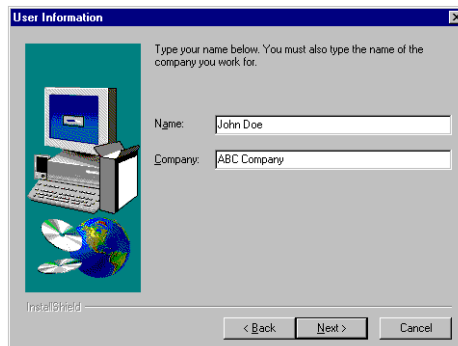 User Information
Type your name below. You must also type the name of the
company you work for.
Name: John Doe
Company: ABC Company
InstallShield
< Back Next > Cancel